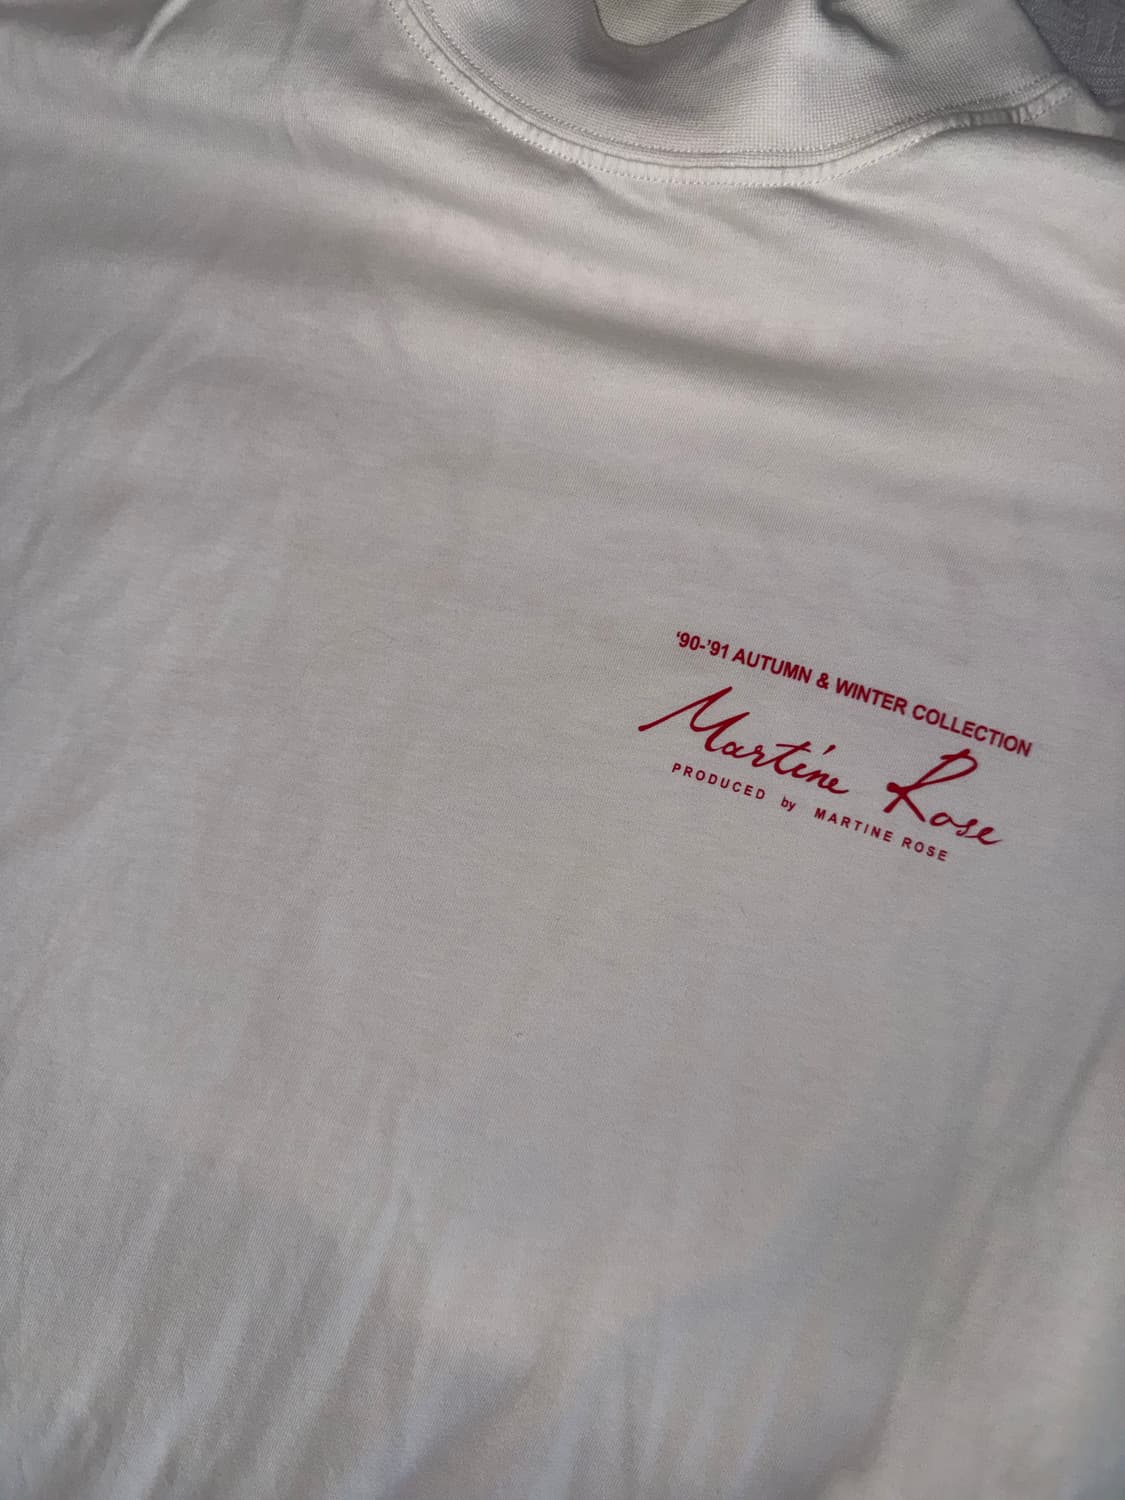 ‘90-’91 AUTUMN & WINTER COLLECTION
Martine Rose
PRODUCED by MARTINE ROSE